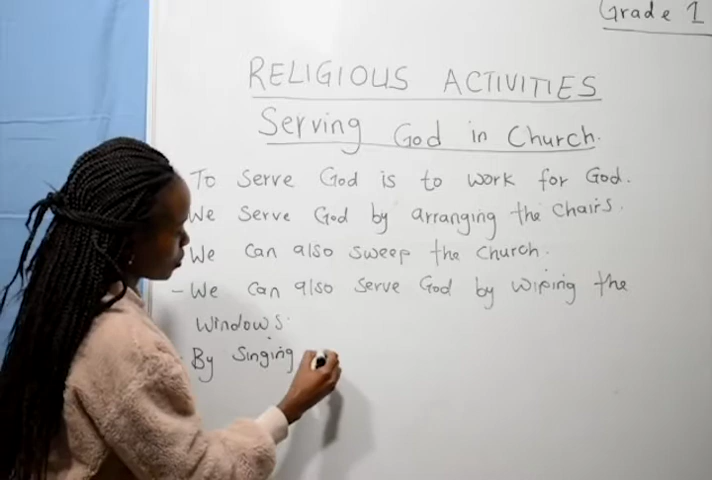 Grade 1
RELIGIOUS ACTIVITIES
Serving God in Church.
To serve God is to work for God.
We serve God by arranging the chairs.
We can also sweep the church.
- We can also serve God by wiping the
windows.
By singing